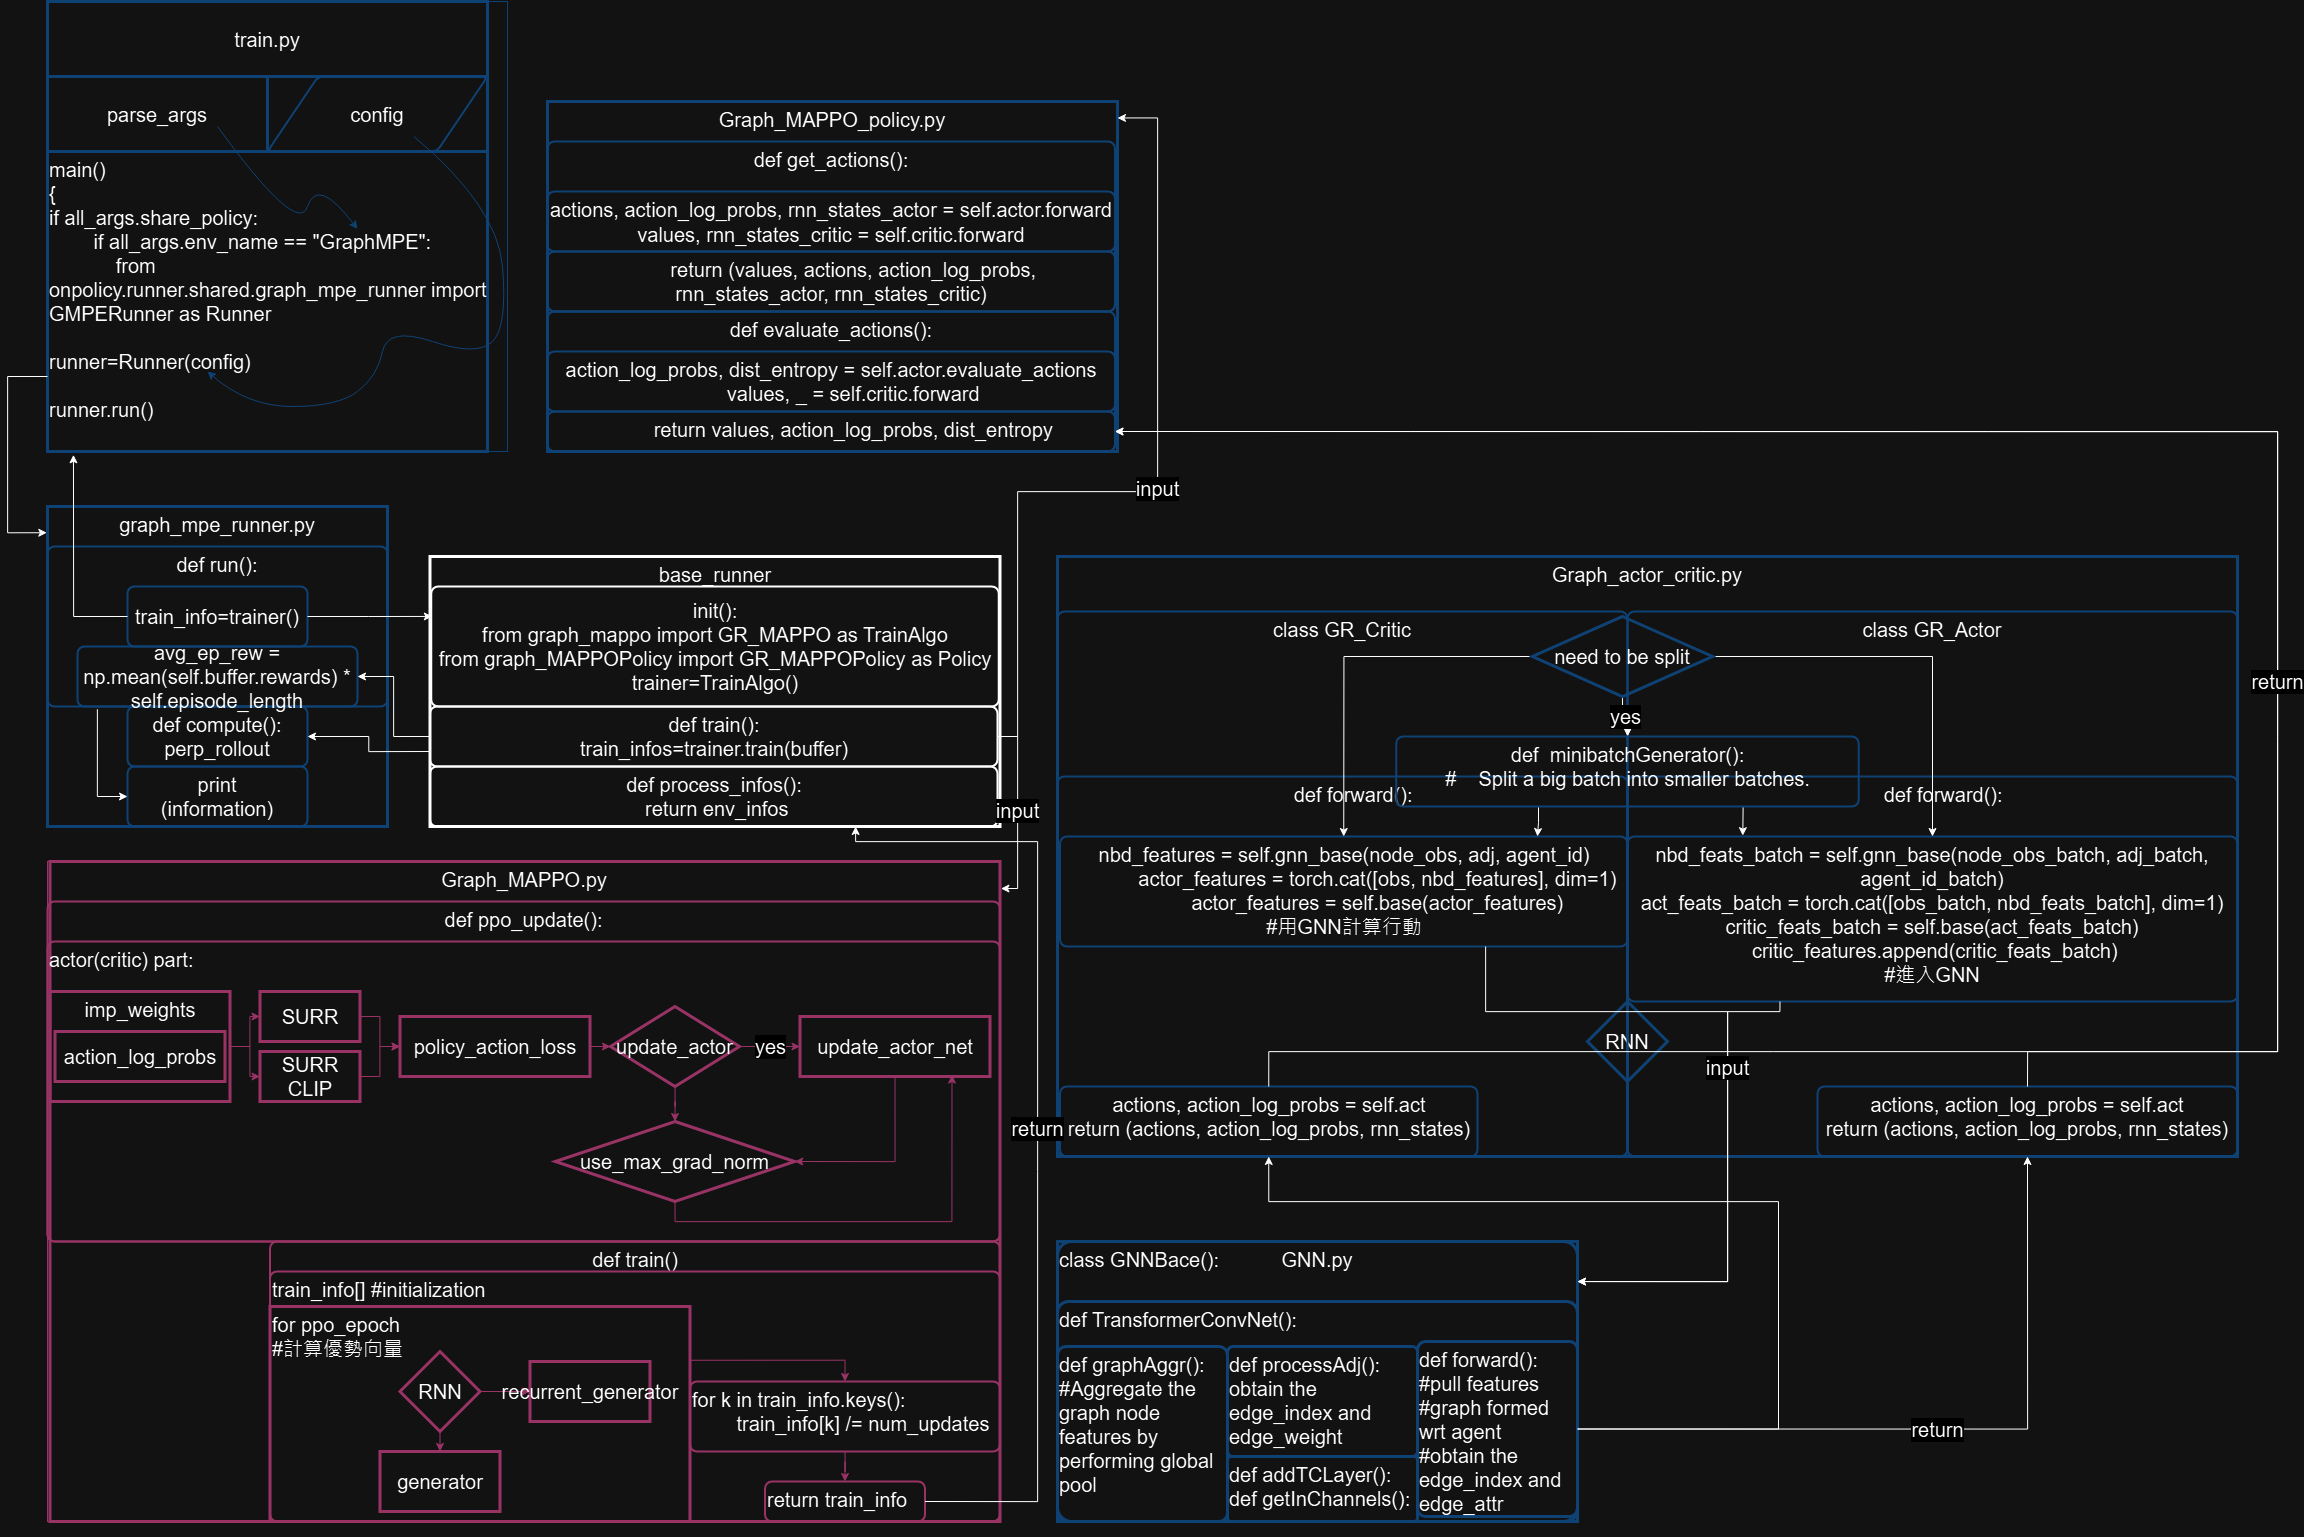 train.py
parse_args
config
main()
{
if all_args.share_policy:
if all_args.env_name == "GraphMPE":
from
onpolicy.runner.shared.graph_mpe_runner import
GMPERunner as Runner
runner=Runner(config)
runner.run()
Graph_MAPPO_policy.py
def get_actions():
actions, action_log_probs, rnn_states_actor = self.actor.forward
values, rnn_states_critic = self.critic.forward
return (values, actions, action_log_probs,
rnn_states_actor, rnn_states_critic)
def evaluate_actions():
action_log_probs, dist_entropy = self.actor.evaluate_actions
values, _ = self.critic.forward
return values, action_log_probs, dist_entropy
input
return
graph_mpe_runner.py
def run():
train_info=trainer()
avg_ep_rew =
np.mean(self.buffer.rewards) *
self.episode_length
def compute():
perp_rollout
print
(information)
base_runner
init():
from graph_mappo import GR_MAPPO as TrainAlgo
from graph_MAPPOPolicy import GR_MAPPOPolicy as Policy
trainer=TrainAlgo()
def train():
train_infos=trainer.train(buffer)
def process_infos():
return env_infos
input
Graph_actor_critic.py
class GR_Critic
class GR_Actor
need to be split
yes
def  minibatchGenerator():
#    Split a big batch into smaller batches.
def forward():
def forward():
nbd_features = self.gnn_base(node_obs, adj, agent_id)
actor_features = torch.cat([obs, nbd_features], dim=1)
actor_features = self.base(actor_features)
#用GNN計算行動
nbd_feats_batch = self.gnn_base(node_obs_batch, adj_batch,
agent_id_batch)
act_feats_batch = torch.cat([obs_batch, nbd_feats_batch], dim=1)
critic_feats_batch = self.base(act_feats_batch)
critic_features.append(critic_feats_batch)
#進入GNN
RNN
input
actions, action_log_probs = self.act
return (actions, action_log_probs, rnn_states)
actions, action_log_probs = self.act
return (actions, action_log_probs, rnn_states)
return
Graph_MAPPO.py
def ppo_update():
actor(critic) part:
imp_weights
action_log_probs
SURR
SURR
CLIP
policy_action_loss
update_actor
yes
update_actor_net
use_max_grad_norm
def train()
train_info[] #initialization
for ppo_epoch
#計算優勢向量
RNN
recurrent_generator
generator
for k in train_info.keys():
train_info[k] /= num_updates
return train_info
class GNNBace():
GNN.py
def TransformerConvNet():
def graphAggr():
#Aggregate the
graph node
features by
performing global
pool
def processAdj():
obtain the
edge_index and
edge_weight
def addTCLayer():
def getInChannels():
def forward():
#pull features
#graph formed
wrt agent
#obtain the
edge_index and
edge_attr
return